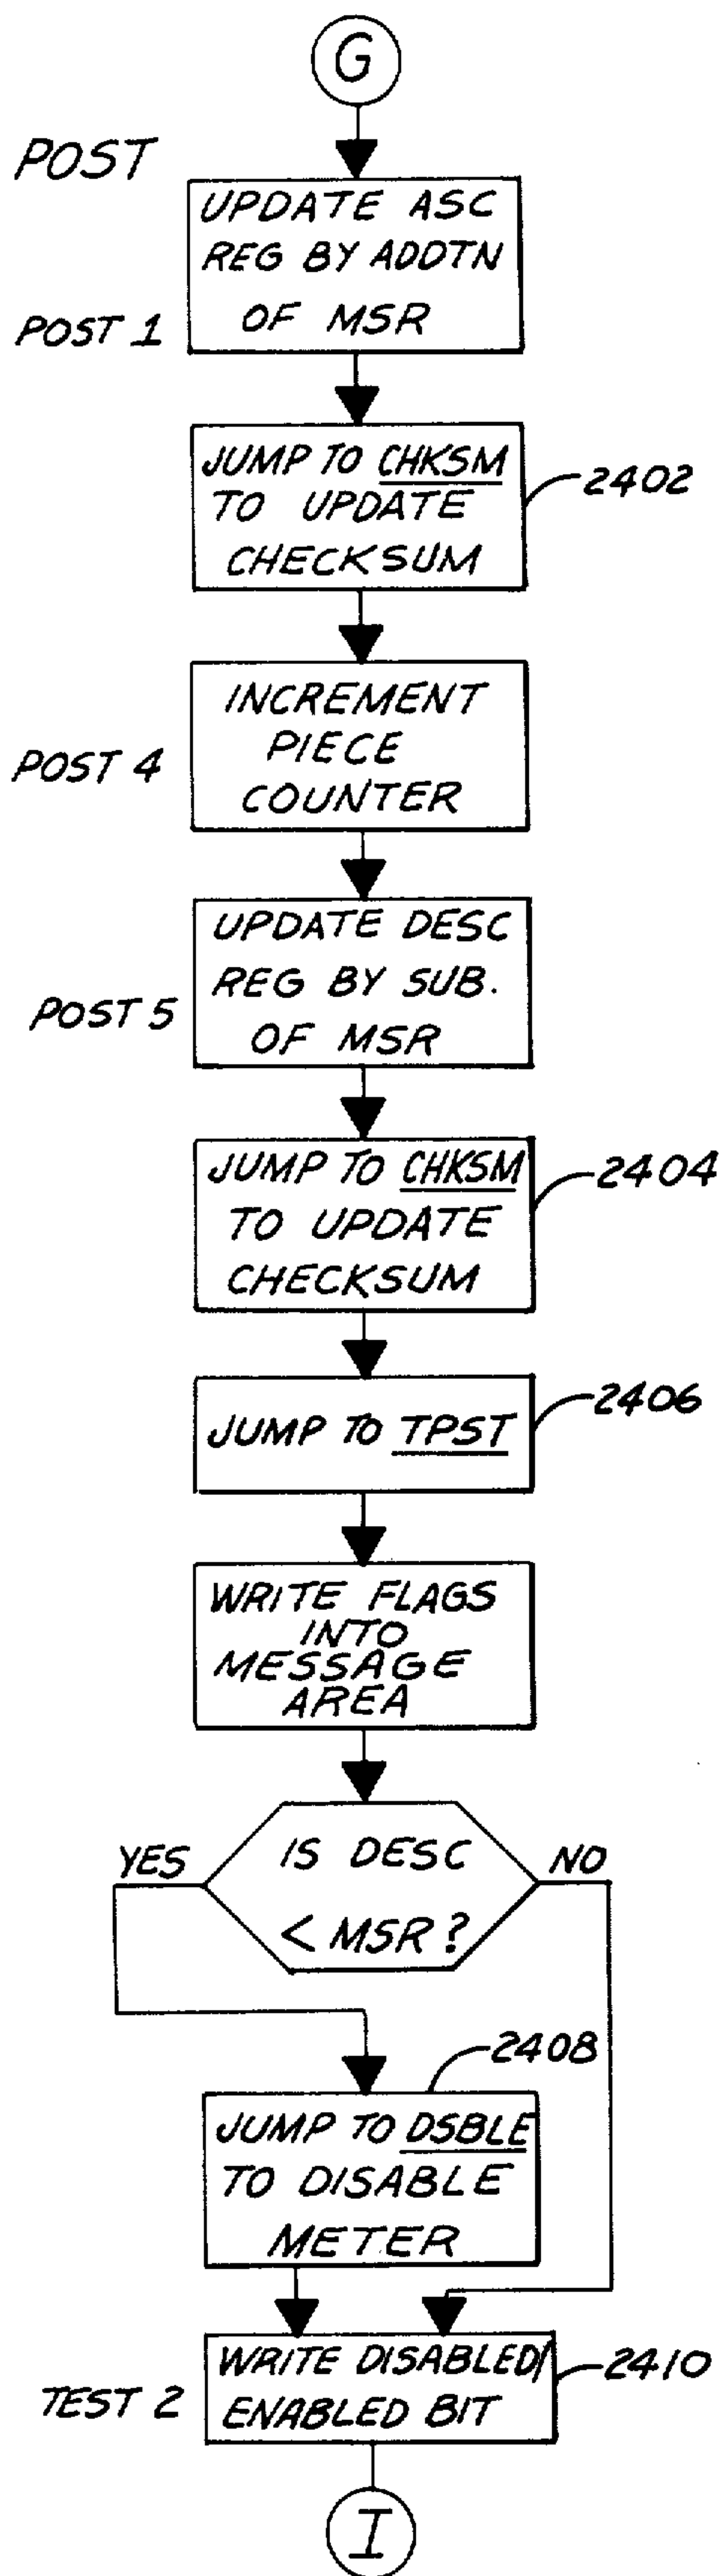 G
POST
UPDATE ASC
REG BY ADDTN
OF MSR
POST 1
JUMP TO CHKSM
TO UPDATE
CHECKSUM
2402
INCREMENT
PIECE
COUNTER
POST 4
UPDATE DESC
REG BY SUB.
OF MSR
POST 5
JUMP TO CHKSM
TO UPDATE
CHECKSUM
2404
JUMP TO TPST
2406
WRITE FLAGS
INTO
MESSAGE
AREA
YES
IS DESC
< MSR?
NO
2408
JUMP TO DSBLE
TO DISABLE
METER
WRITE DISABLED/
ENABLED BIT
2410
TEST 2
I